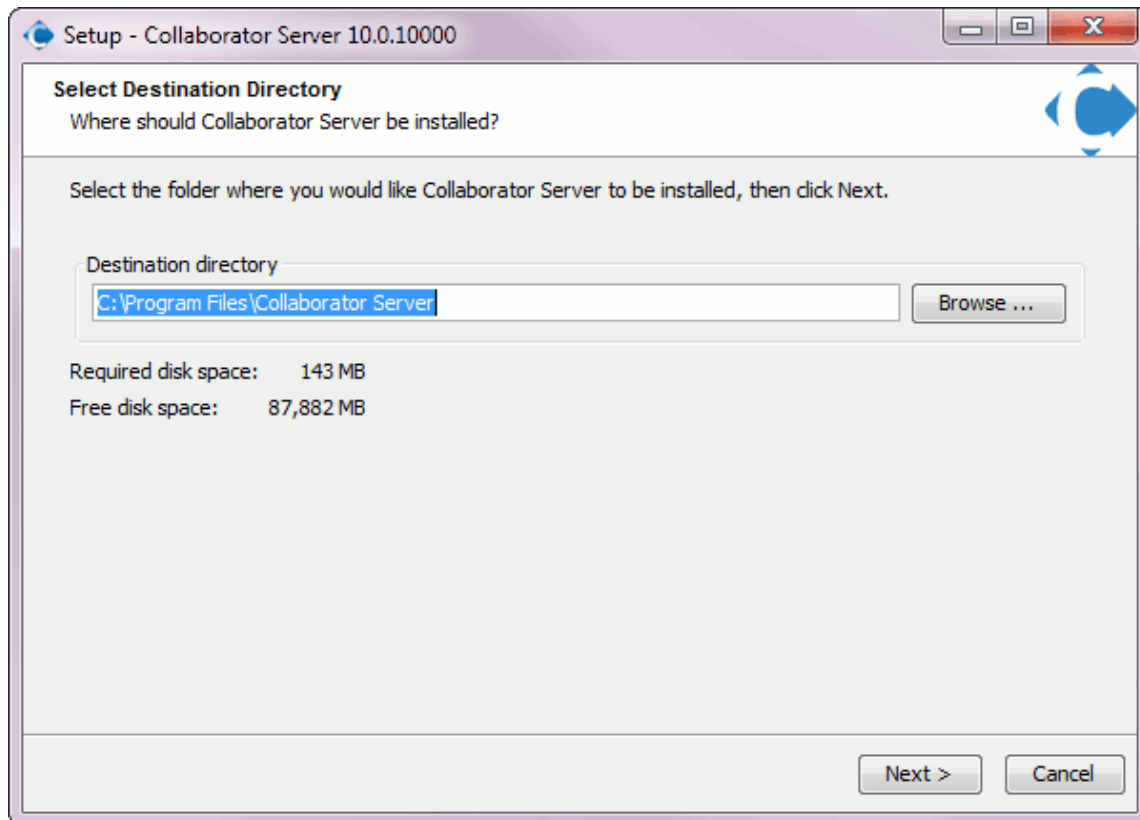 Setup - Collaborator Server 10.0.10000
Select Destination Directory
Where should Collaborator Server be installed?
Select the folder where you would like Collaborator Server to be installed, then click Next.
Destination directory
C:\Program Files\Collaborator Server
Browse ...
Required disk space: 143 MB
Free disk space: 87,882 MB
Next >
Cancel